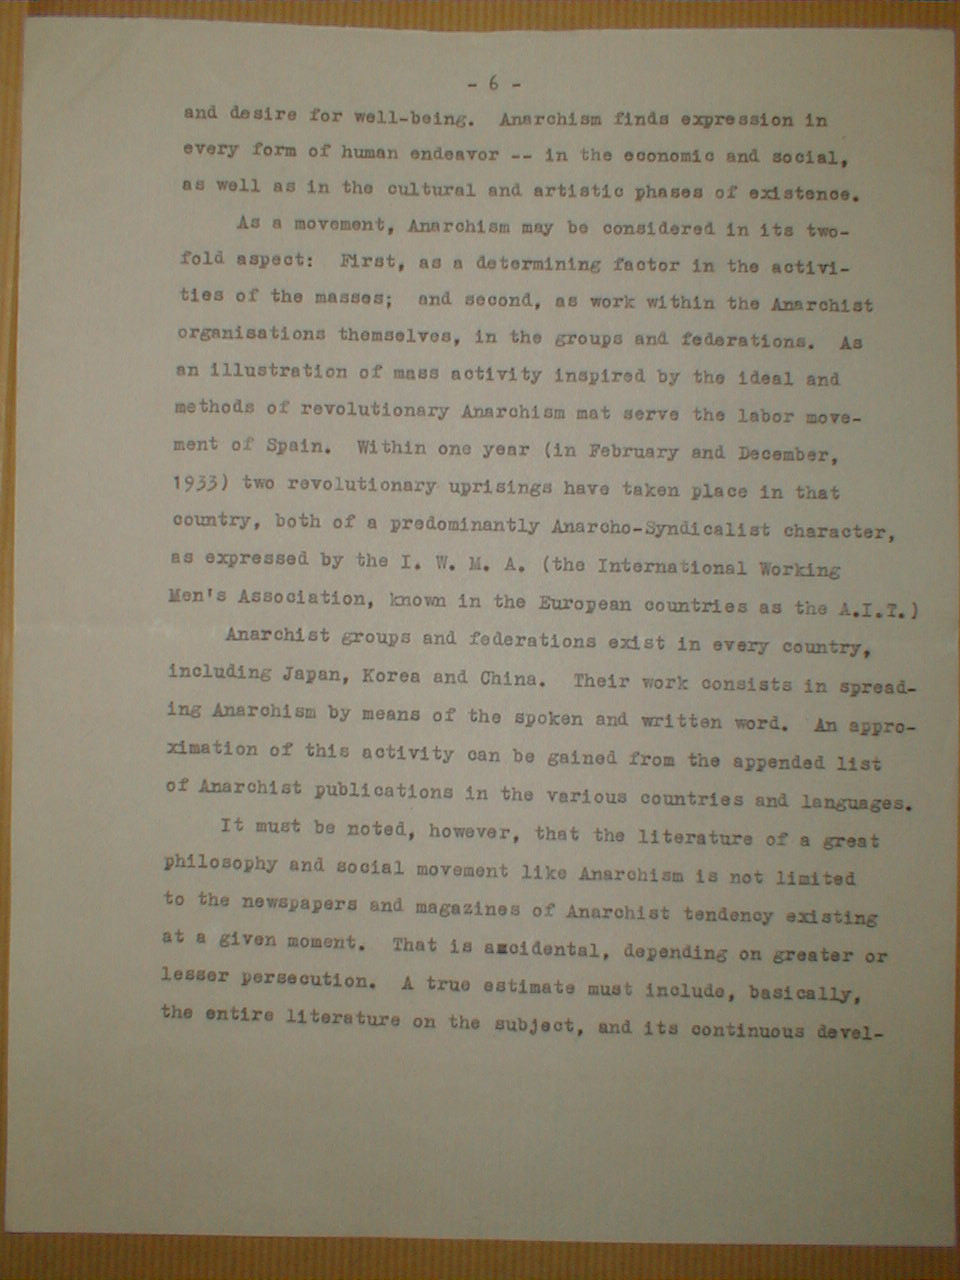 - 6 -
and desire for well-being. Anarchism finds expression in
every form of human endeavor -- in the economic and social,
as well as in the cultural and artistic phases of existence.
As a movement, Anarchism may be considered in its two-
fold aspect: First, as a determining factor in the activi-
ties of the masses; and second, as work within the Anarchist
organisations themselves, in the groups and federations. As
an illustration of mass activity inspired by the ideal and
methods of revolutionary Anarchism mat serve the labor move-
ment of Spain. Within one year (in February and December,
1933) two revolutionary uprisings have taken place in that
country, both of a predominantly Anarcho-Syndicalist character,
as expressed by the I. W. M. A. (the International Working
Men's Association, known in the European countries as the A.I.T.)
Anarchist groups and federations exist in every country,
including Japan, Korea and China. Their work consists in spread-
ing Anarchism by means of the spoken and written word. An appro-
ximation of this activity can be gained from the appended list
of Anarchist publications in the various countries and languages.
It must be noted, however, that the literature of a great
philosophy and social movement like Anarchism is not limited
to the newspapers and magazines of Anarchist tendency existing
at a given moment. That is accidental, depending on greater or
lesser persecution. A true estimate must include, basically,
the entire literature on the subject, and its continuous devel-